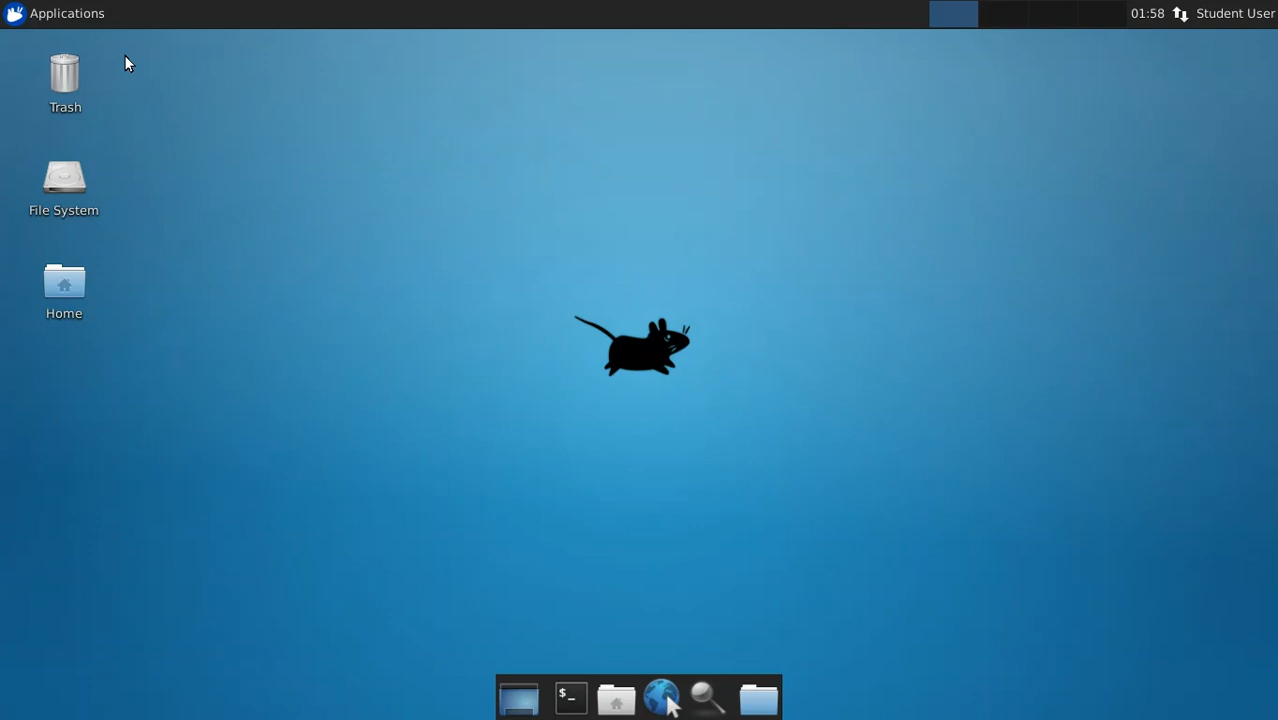 Applications
01:58
Student User
Trash
File System
Home
$_